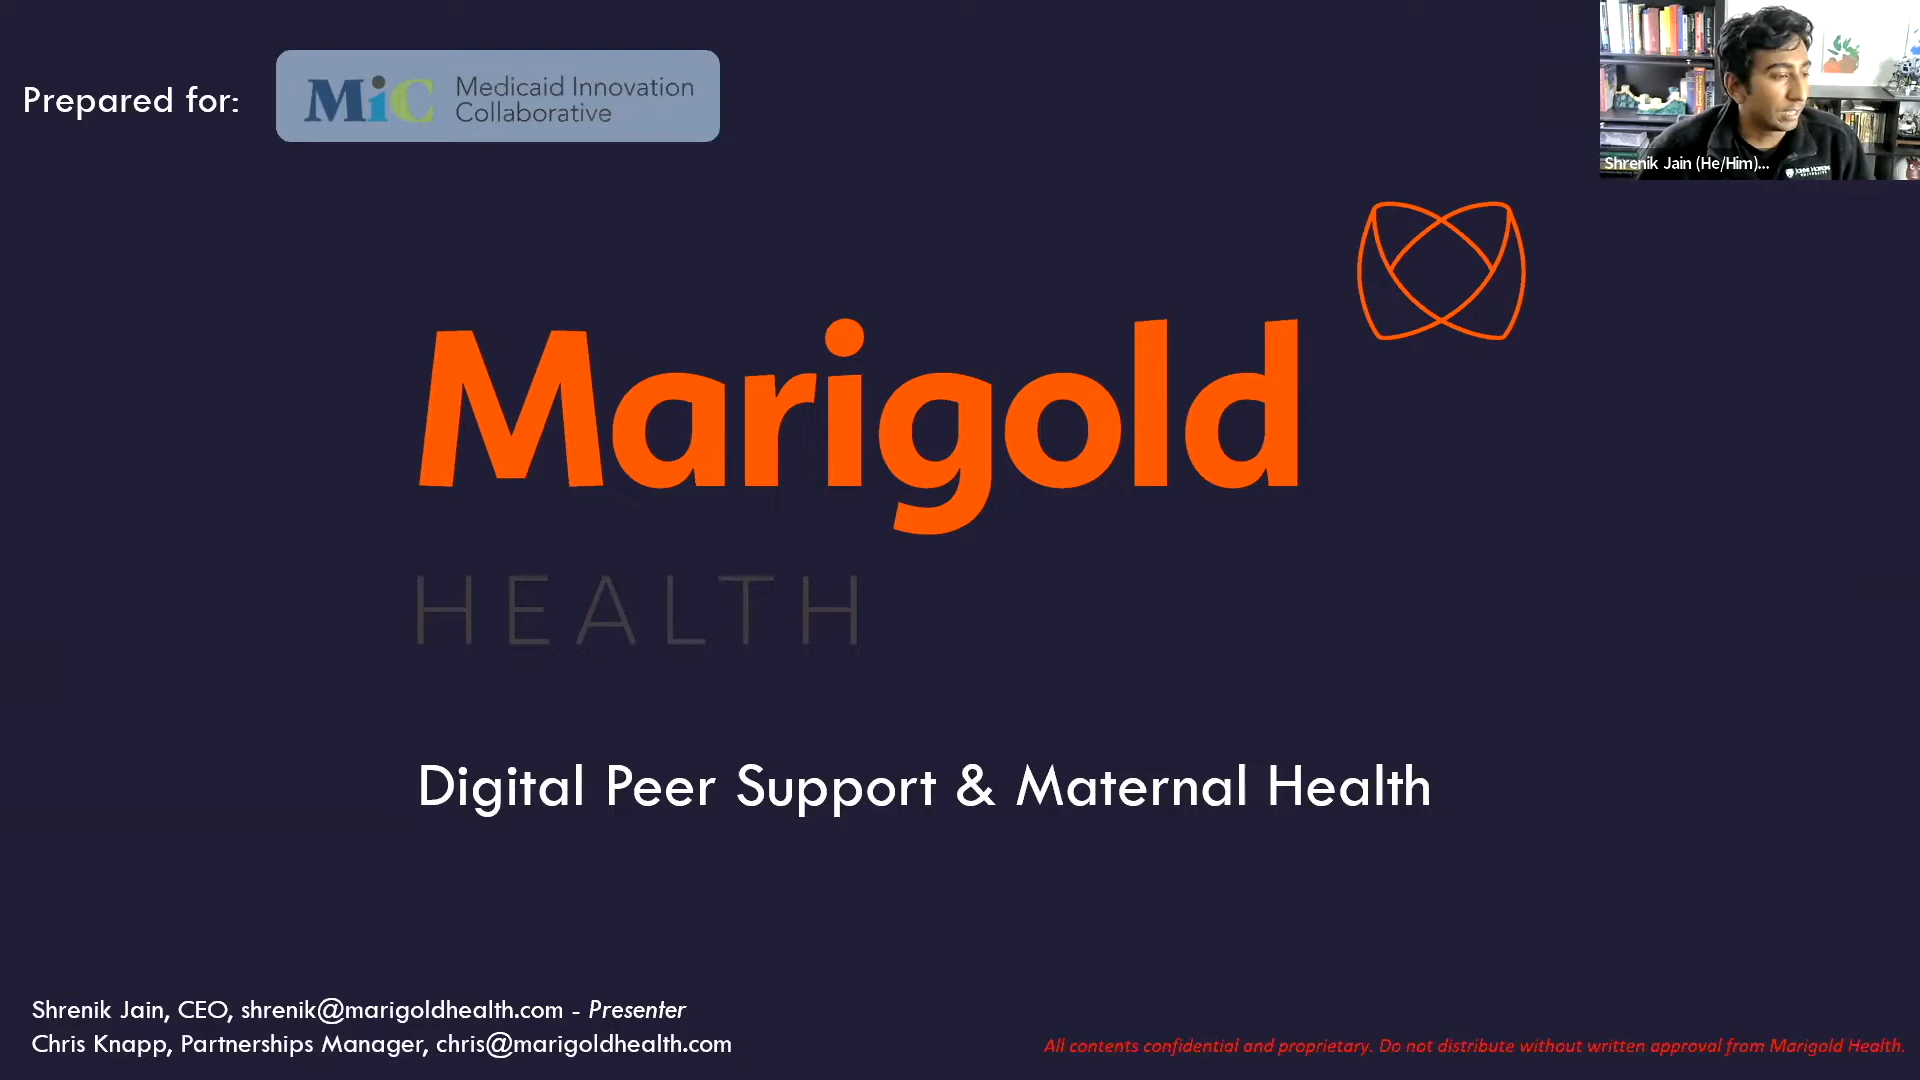 Prepared for:
MiC
Medicaid Innovation
Collaborative
Shrenik Jain (He/Him)...
JOHNS HOPKINS
Marigold
HEALTH
Digital Peer Support & Maternal Health
Shrenik Jain, CEO, shrenik@marigoldhealth.com - Presenter
Chris Knapp, Partnerships Manager, chris@marigoldhealth.com
All contents confidential and proprietary. Do not distribute without written approval from Marigold Health.